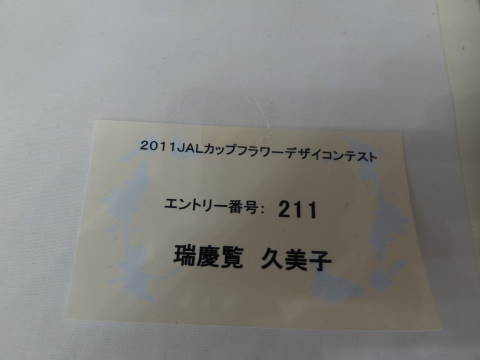 2011JALカップフラワーデザイコンテスト
エントリー番号: 211
瑞慶覧 久美子